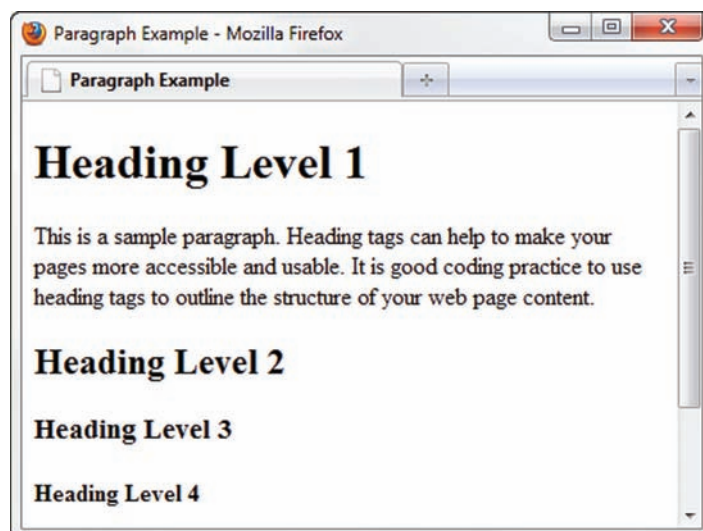 Paragraph Example - Mozilla Firefox
Paragraph Example
Heading Level 1
This is a sample paragraph. Heading tags can help to make your
pages more accessible and usable. It is good coding practice to use
heading tags to outline the structure of your web page content.
Heading Level 2
Heading Level 3
Heading Level 4